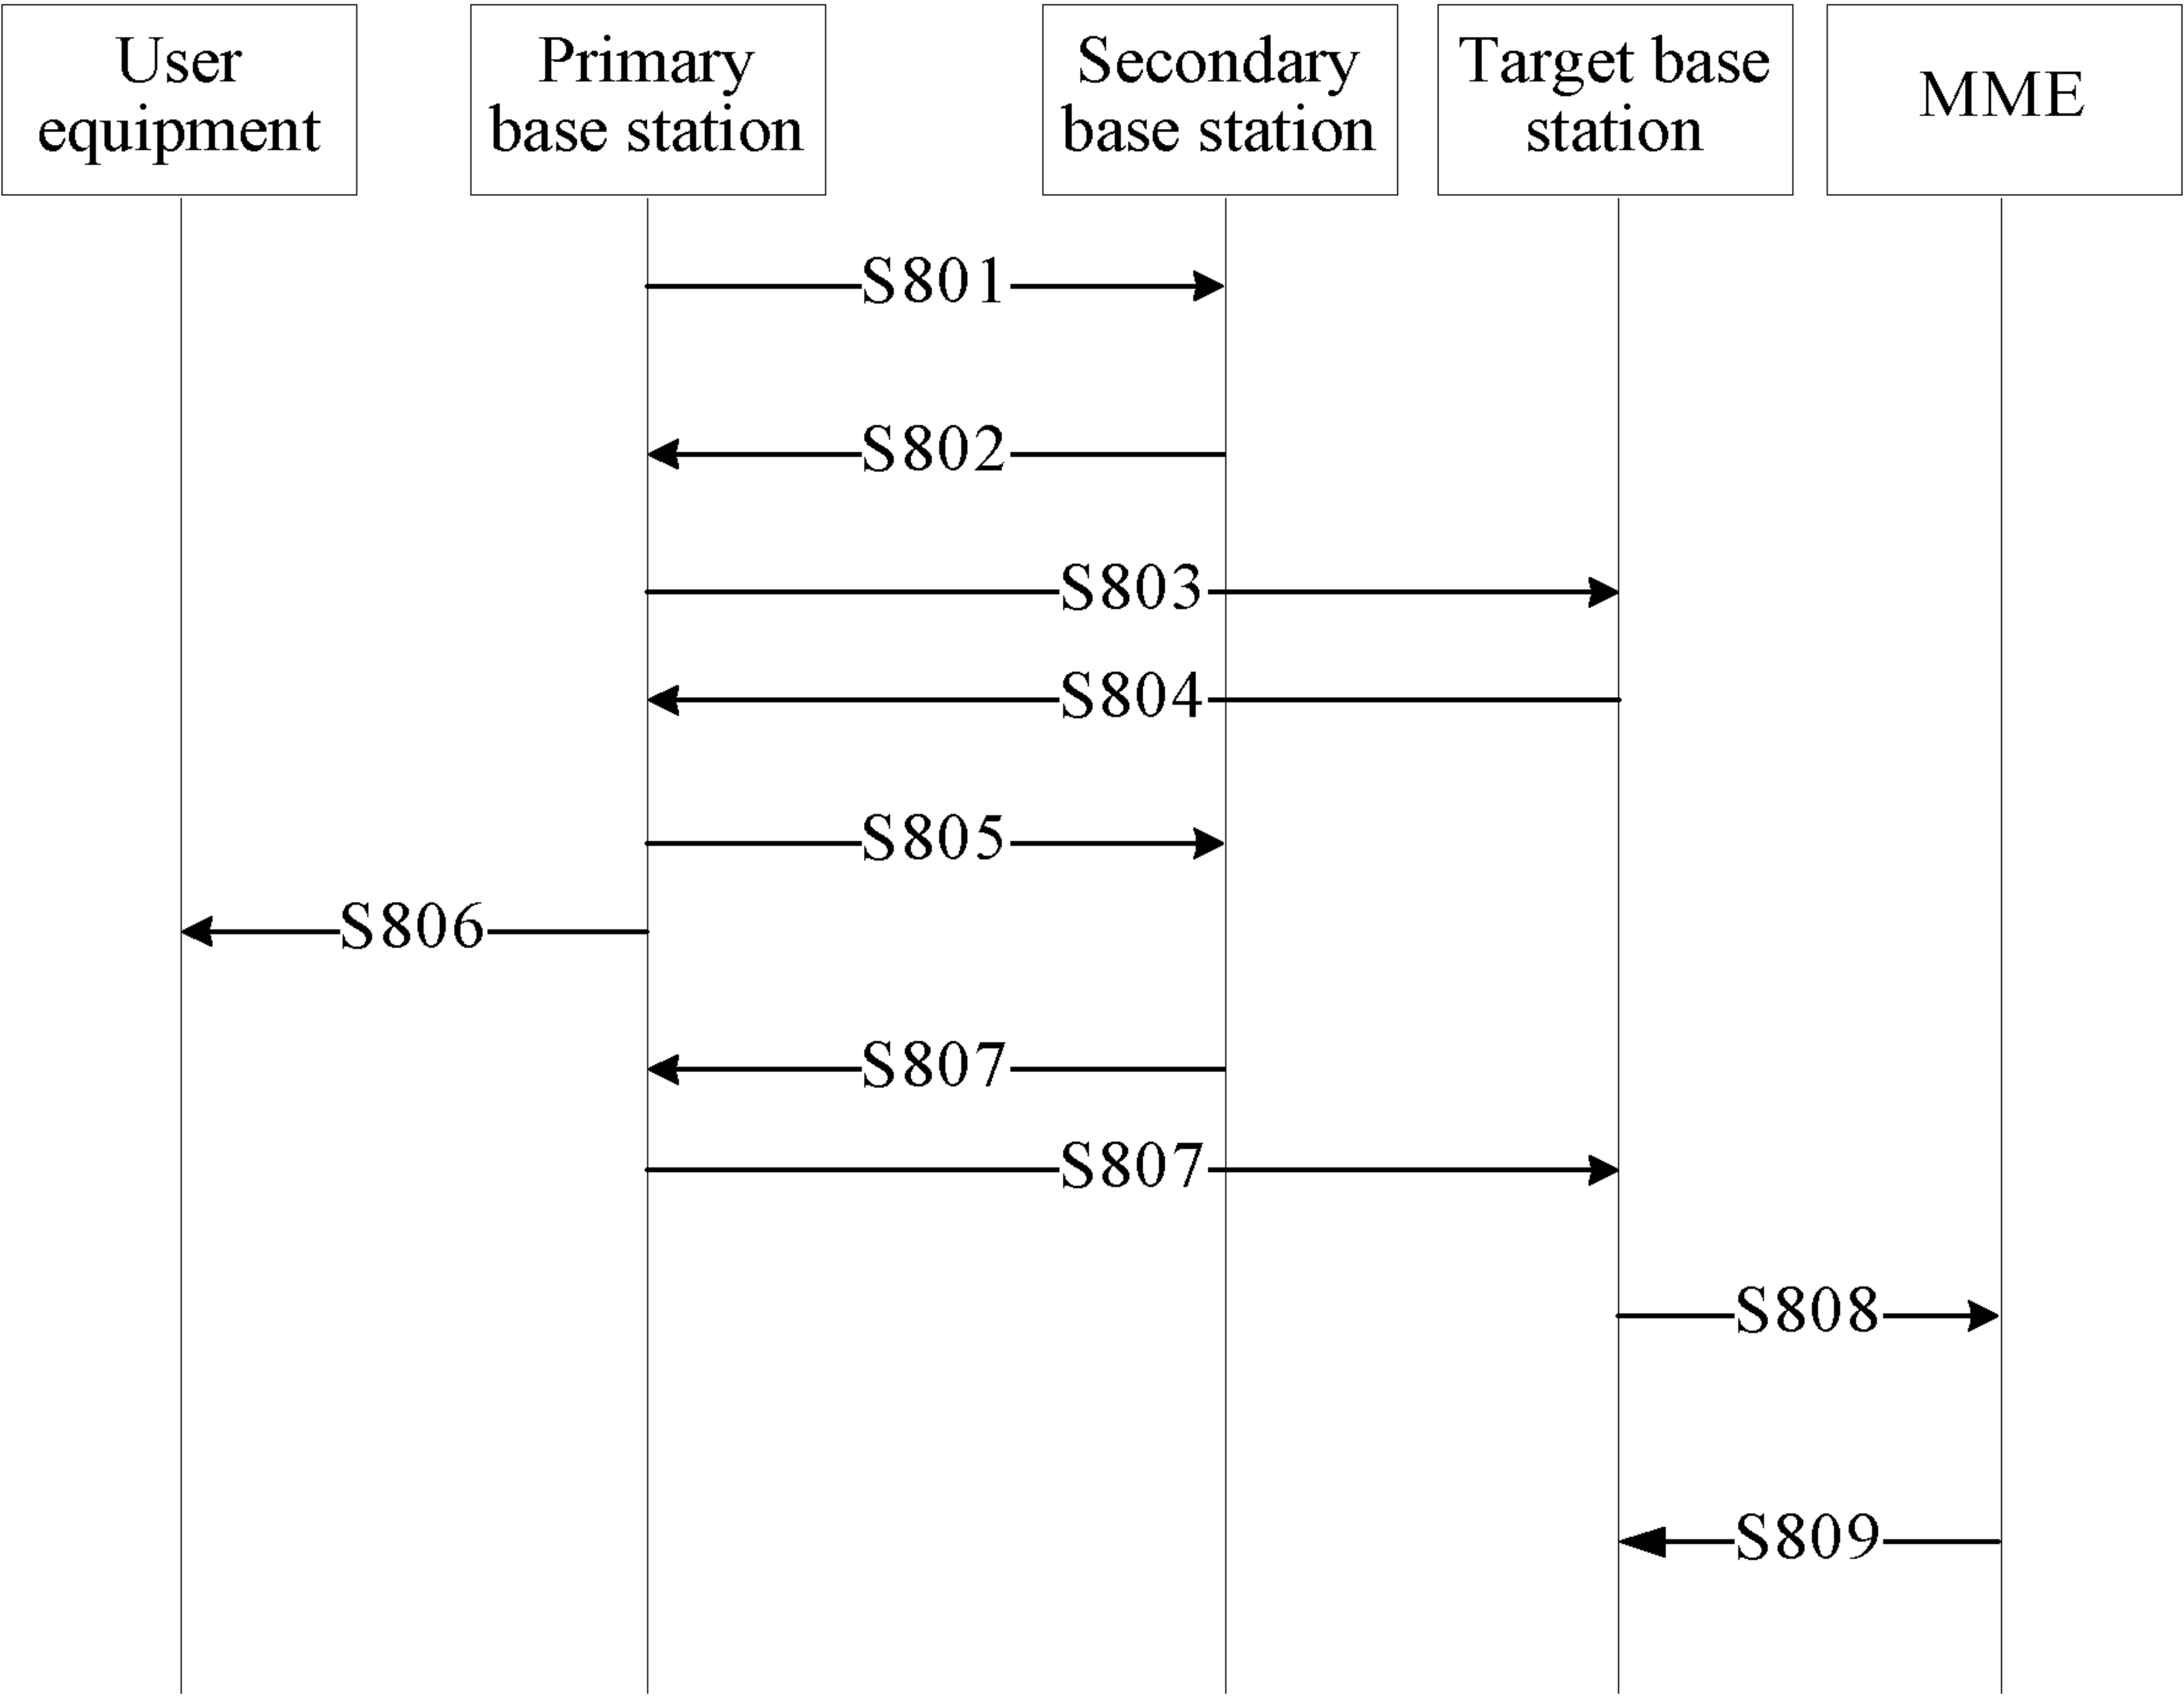 User
equipment
Primary
base station
Secondary
base station
Target base
station
MME
S801
S802
S803
S804
S805
S806
S807
S807
S808
S809